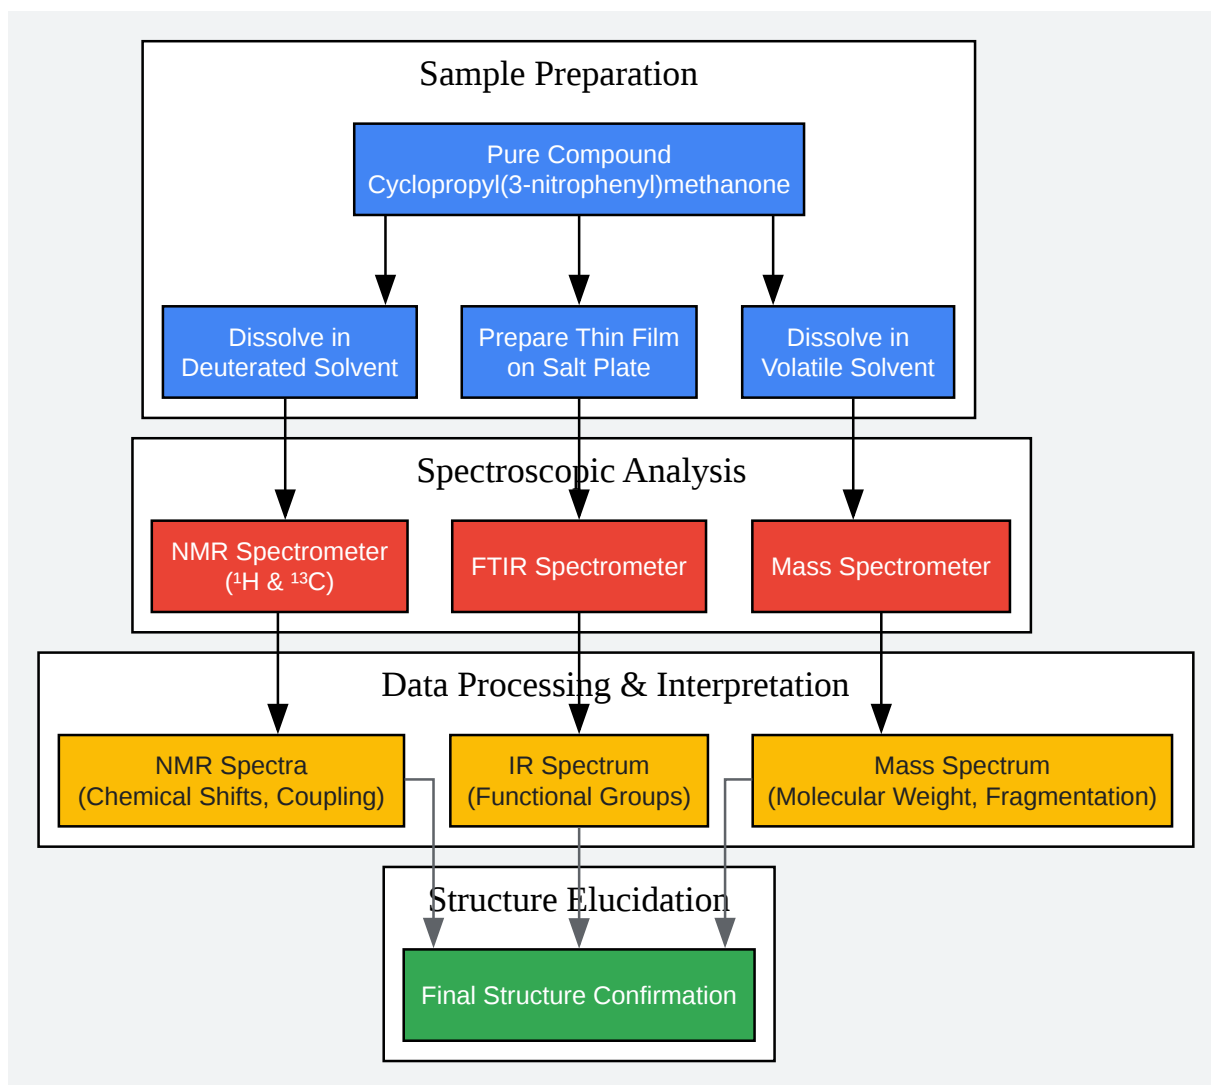 Sample Preparation
Pure Compound
Cyclopropyl(3-nitrophenyl)methanone
Dissolve in
Deuterated Solvent
Prepare Thin Film
on Salt Plate
Dissolve in
Volatile Solvent
Spectroscopic Analysis
NMR Spectrometer
(¹H & ¹³C)
FTIR Spectrometer
Mass Spectrometer
Data Processing & Interpretation
NMR Spectra
(Chemical Shifts, Coupling)
IR Spectrum
(Functional Groups)
Mass Spectrum
(Molecular Weight, Fragmentation)
Structure Elucidation
Final Structure Confirmation